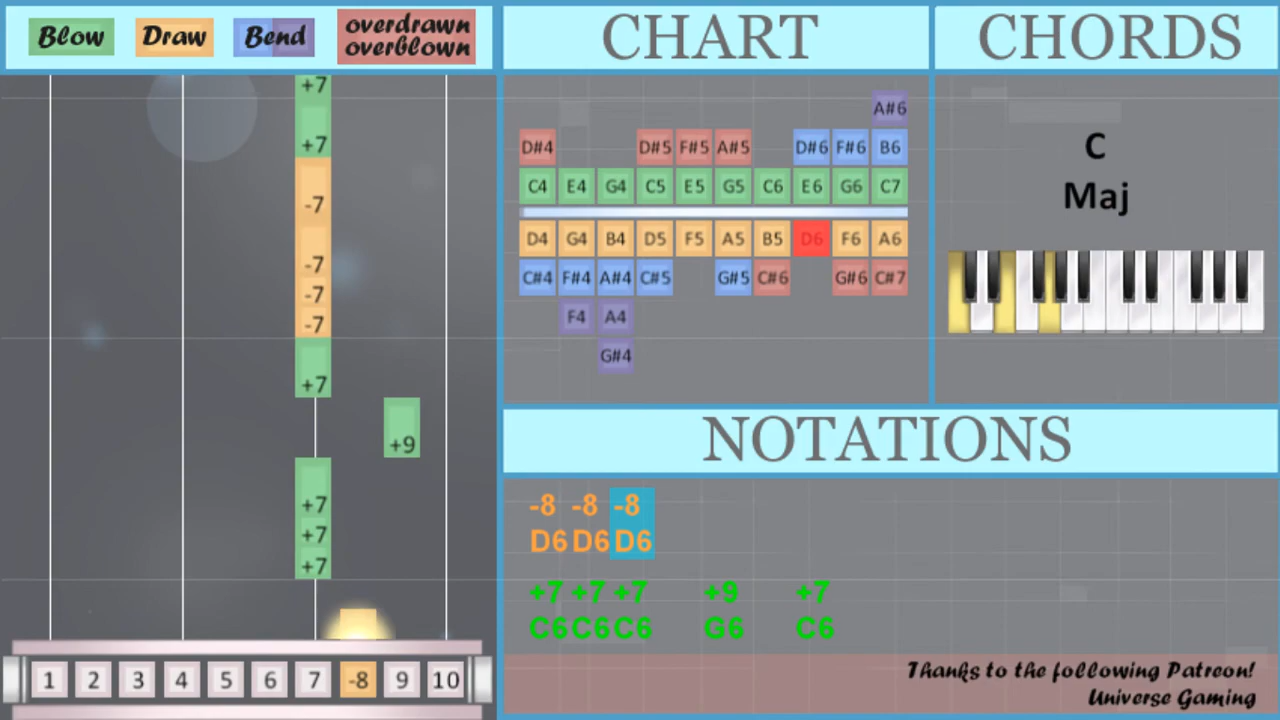 Blow Draw Bend overdrawn
overblown
CHART
CHORDS
+7
+7
-7
-7
-7
-7
+7
+9
+7
+7
+7
1 2 3 4 5 6 7 -8 9 10
A#6
D#4 D#5 F#5 A#5 D#6 F#6 B6
C4 E4 G4 C5 E5 G5 C6 E6 G6 C7
D4 G4 B4 D5 F5 A5 B5 D6 F6 A6
C#4 F#4 A#4 C#5 G#5 C#6 G#6 C#7
F4 A4
G#4
C
Maj
NOTATIONS
-8 -8 -8
D6 D6 D6
+7 +7 +7 +9 +7
C6 C6 C6 G6 C6
Thanks to the following Patreon!
Universe Gaming